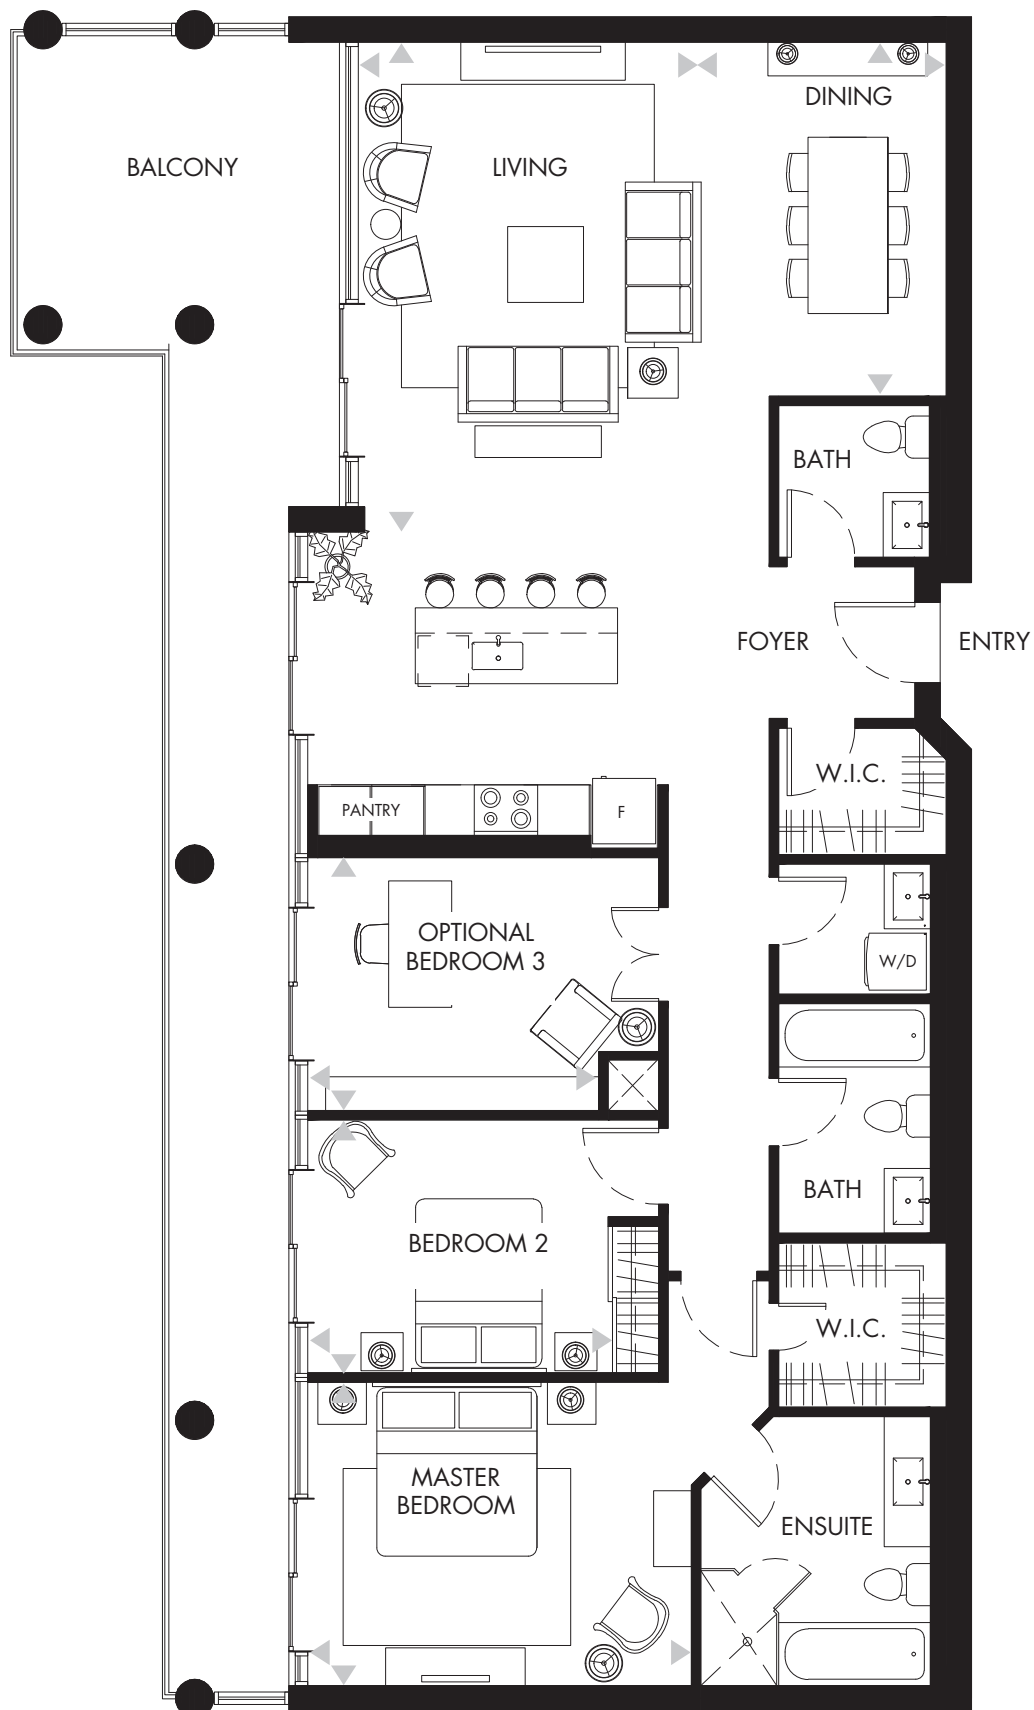 DINING
BALCONY
LIVING
BATH
FOYER
ENTRY
W.I.C.
PANTRY
F
OPTIONAL
BEDROOM 3
W/D
BATH
BEDROOM 2
W.I.C.
MASTER
BEDROOM
ENSUITE